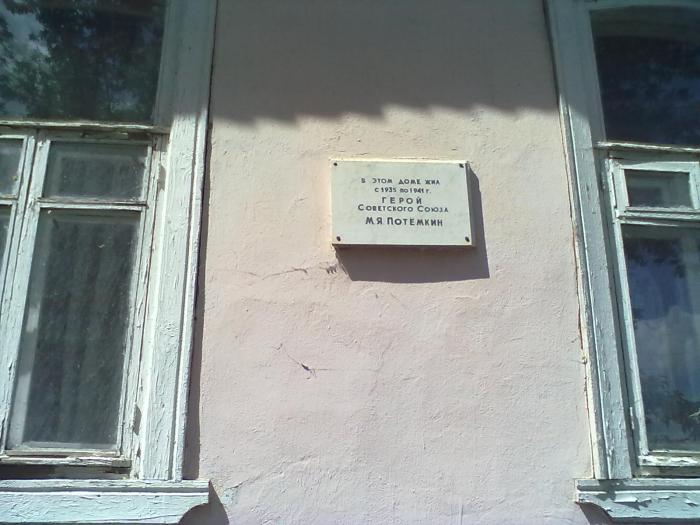 В ЭТОМ ДОМЕ ЖИЛ
С 1935 ПО 1941 Г.
ГЕРОЙ
СОВЕТСКОГО СОЮЗА
М.Я ПОТЕМКИН